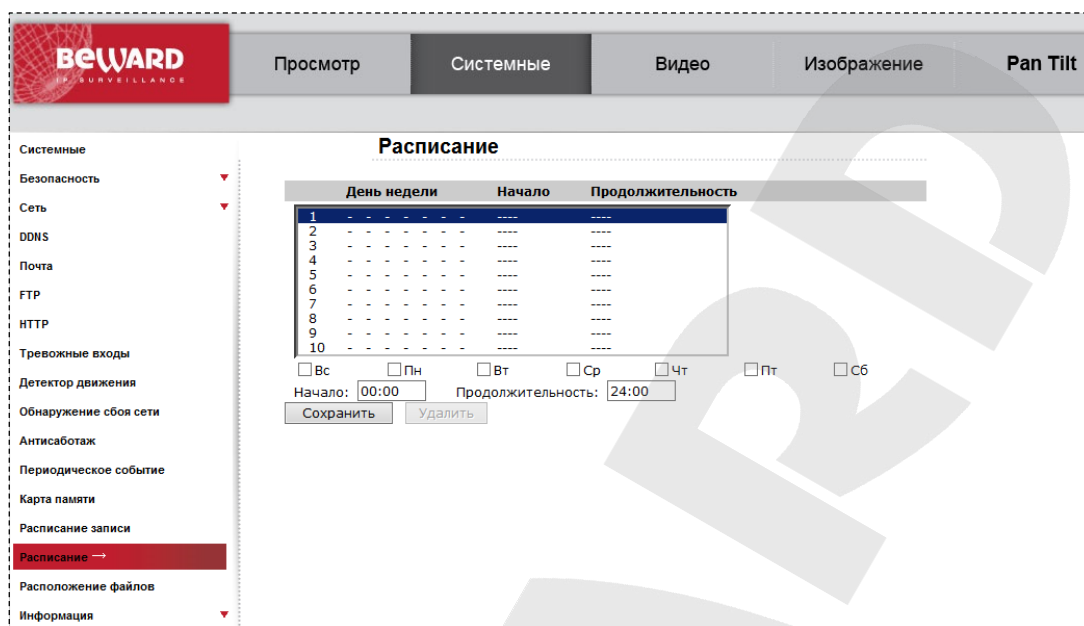 BEWARD
IP SURVEILLANCE
Просмотр Системные Видео Изображение Pan Tilt
Системные
Безопасность
Сеть
DDNS
Почта
FTP
HTTP
Тревожные входы
Детектор движения
Обнаружение сбоя сети
Антисаботаж
Периодическое событие
Карта памяти
Расписание записи
Расписание →
Расположение файлов
Информация
Расписание
День недели Начало Продолжительность
1 - - - - - - - ---- ----
2 - - - - - - - ---- ----
3 - - - - - - - ---- ----
4 - - - - - - - ---- ----
5 - - - - - - - ---- ----
6 - - - - - - - ---- ----
7 - - - - - - - ---- ----
8 - - - - - - - ---- ----
9 - - - - - - - ---- ----
10 - - - - - - - ---- ----
Вс Пн Вт Ср Чт Пт Сб
Начало: 00:00 Продолжительность: 24:00
Сохранить Удалить